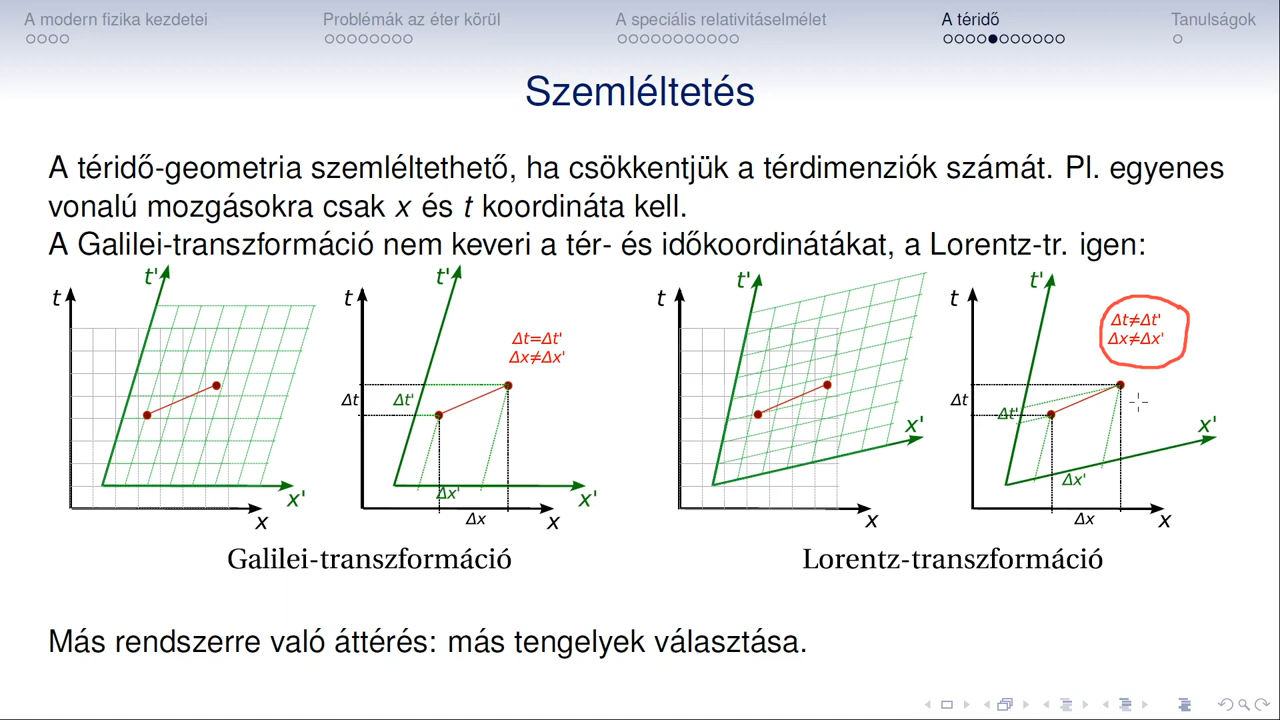 A modern fizika kezdetei
Problémák az éter körül
A speciális relativitáselmélet
A téridő
Tanulságok
Szemléltetés
A téridő-geometria szemléltethető, ha csökkentjük a térdimenziók számát. Pl. egyenes
vonalú mozgásokra csak x és t koordináta kell.
A Galilei-transzformáció nem keveri a tér- és időkoordinátákat, a Lorentz-tr. igen:
t
t'
x'
x
t
t'
Δt=Δt'
Δx≠Δx'
Δt
Δt'
Δx'
x'
Δx
x
t
t'
x'
x
t
t'
Δt≠Δt'
Δx≠Δx'
Δt
Δt'
x'
Δx'
Δx
x
Galilei-transzformáció
Lorentz-transzformáció
Más rendszerre való áttérés: más tengelyek választása.